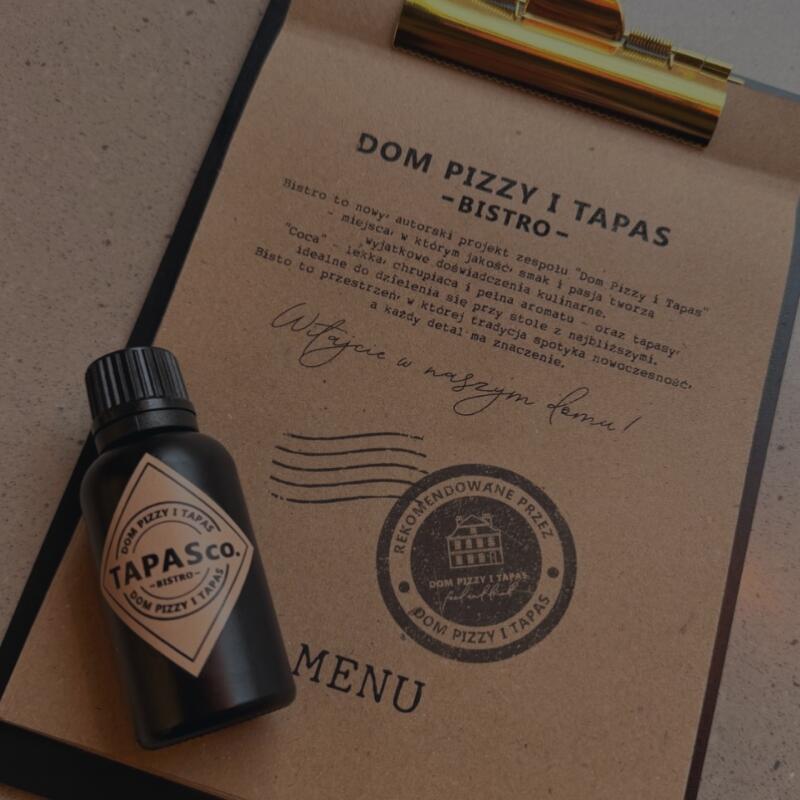 DOM PIZZY I TAPAS
-BISTRO-
Bistro to nowy, autorski projekt zespołu "Dom Pizzy i Tapas"
- miejsca, w którym jakość, smak i pasja tworzą
wyjątkowe doświadczenia kulinarne.
"Coca" - lekka, chrupiąca i pełna aromatu - oraz tapasy,
idealne do dzielenia się przy stole z najbliższymi.
Bisto to przestrzeń, w której tradycja spotyka nowoczesność,
a każdy detal ma znaczenie.
Witajcie w naszym domu!
REKOMENDOWANE PRZEZ
DOM PIZZY I TAPAS
DOM PIZZY I TAPAS
MENU
DOM PIZZY I TAPAS
TAPASco.
-BISTRO-
DOM PIZZY I TAPAS